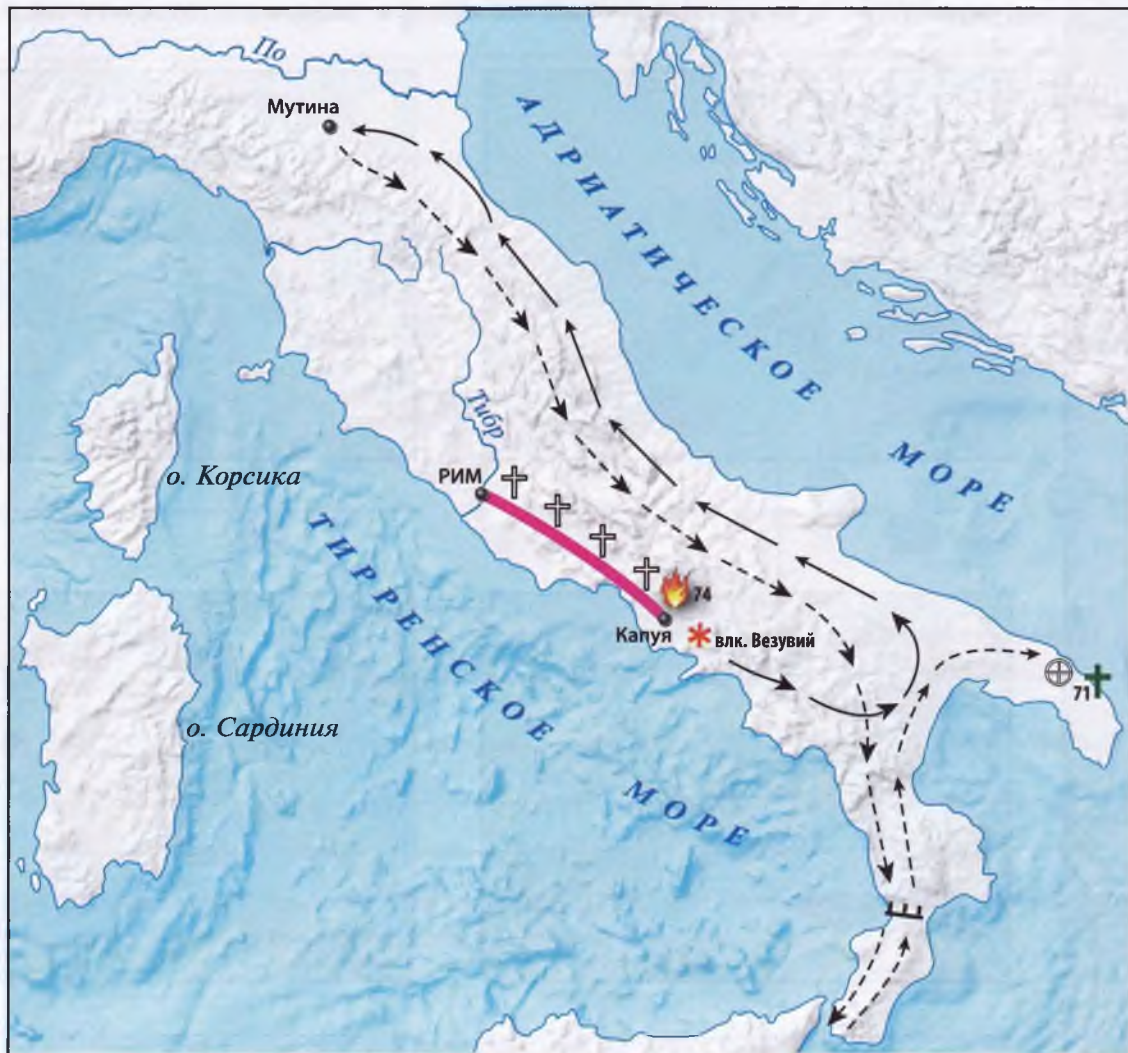 По
Мутина
АДРИАТИЧЕСКОЕ
МОРЕ
Тибр
о. Корсика
РИМ
ТИРРЕНСКОЕ
МОРЕ
74
Капуя
влк. Везувий
71
о. Сардиния